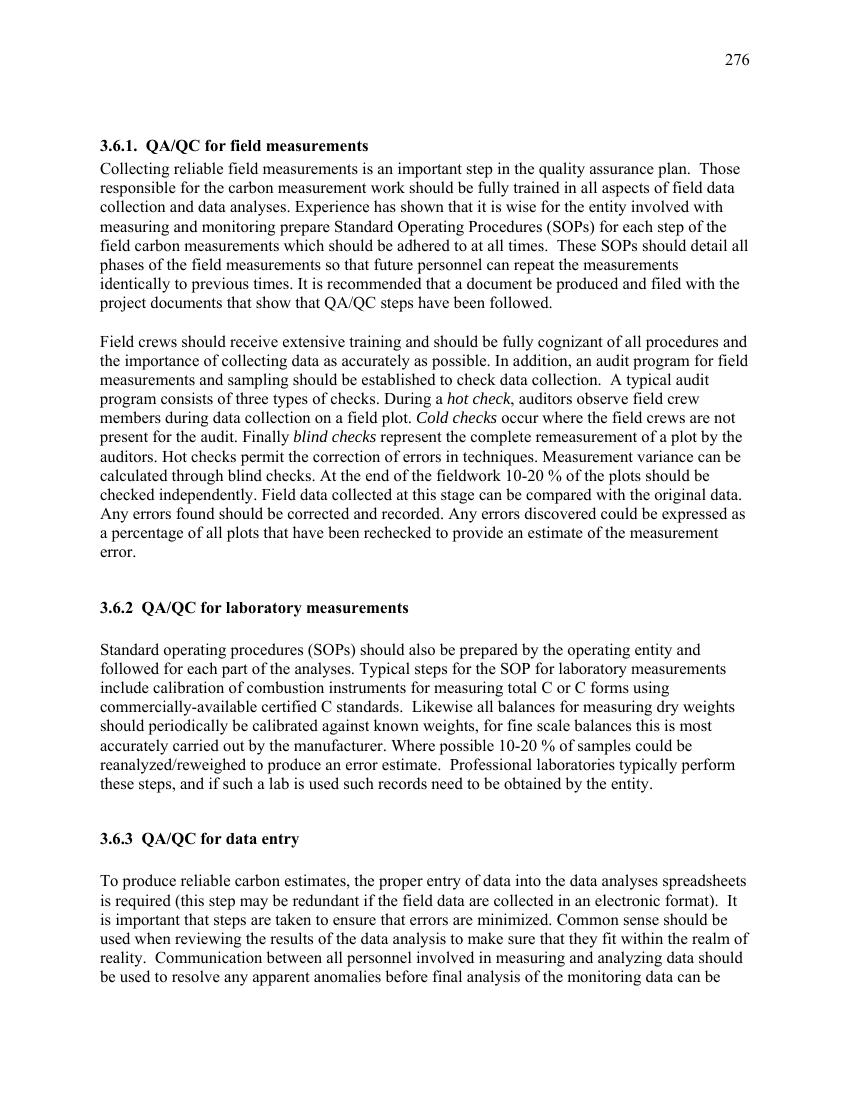 276
3.6.1.  QA/QC for field measurements
Collecting reliable field measurements is an important step in the quality assurance plan.  Those
responsible for the carbon measurement work should be fully trained in all aspects of field data
collection and data analyses. Experience has shown that it is wise for the entity involved with
measuring and monitoring prepare Standard Operating Procedures (SOPs) for each step of the
field carbon measurements which should be adhered to at all times.  These SOPs should detail all
phases of the field measurements so that future personnel can repeat the measurements
identically to previous times. It is recommended that a document be produced and filed with the
project documents that show that QA/QC steps have been followed.
Field crews should receive extensive training and should be fully cognizant of all procedures and
the importance of collecting data as accurately as possible. In addition, an audit program for field
measurements and sampling should be established to check data collection.  A typical audit
program consists of three types of checks. During a hot check, auditors observe field crew
members during data collection on a field plot. Cold checks occur where the field crews are not
present for the audit. Finally blind checks represent the complete remeasurement of a plot by the
auditors. Hot checks permit the correction of errors in techniques. Measurement variance can be
calculated through blind checks. At the end of the fieldwork 10-20 % of the plots should be
checked independently. Field data collected at this stage can be compared with the original data.
Any errors found should be corrected and recorded. Any errors discovered could be expressed as
a percentage of all plots that have been rechecked to provide an estimate of the measurement
error.
3.6.2  QA/QC for laboratory measurements
Standard operating procedures (SOPs) should also be prepared by the operating entity and
followed for each part of the analyses. Typical steps for the SOP for laboratory measurements
include calibration of combustion instruments for measuring total C or C forms using
commercially-available certified C standards.  Likewise all balances for measuring dry weights
should periodically be calibrated against known weights, for fine scale balances this is most
accurately carried out by the manufacturer. Where possible 10-20 % of samples could be
reanalyzed/reweighed to produce an error estimate.  Professional laboratories typically perform
these steps, and if such a lab is used such records need to be obtained by the entity.
3.6.3  QA/QC for data entry
To produce reliable carbon estimates, the proper entry of data into the data analyses spreadsheets
is required (this step may be redundant if the field data are collected in an electronic format).  It
is important that steps are taken to ensure that errors are minimized. Common sense should be
used when reviewing the results of the data analysis to make sure that they fit within the realm of
reality.  Communication between all personnel involved in measuring and analyzing data should
be used to resolve any apparent anomalies before final analysis of the monitoring data can be